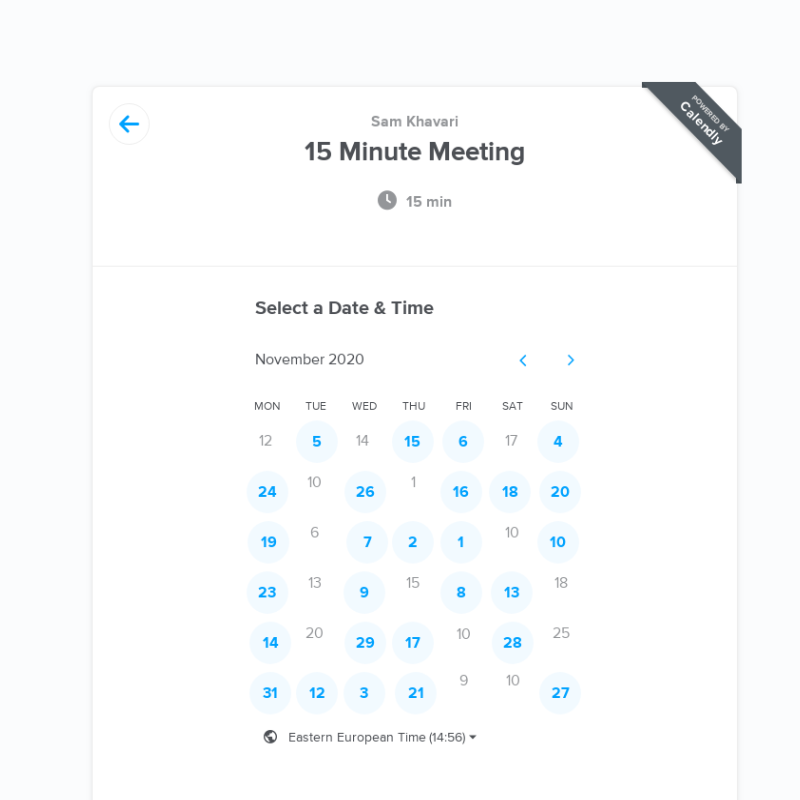 POWERED BY
Calendly
Sam Khavari
15 Minute Meeting
15 min
Select a Date & Time
November 2020
MON TUE WED THU FRI SAT SUN
12 5 14 15 6 17 4
24 10 26 1 16 18 20
19 6 7 2 1 10 10
23 13 9 15 8 13 18
14 20 29 17 10 28 25
31 12 3 21 9 10 27
Eastern European Time (14:56)